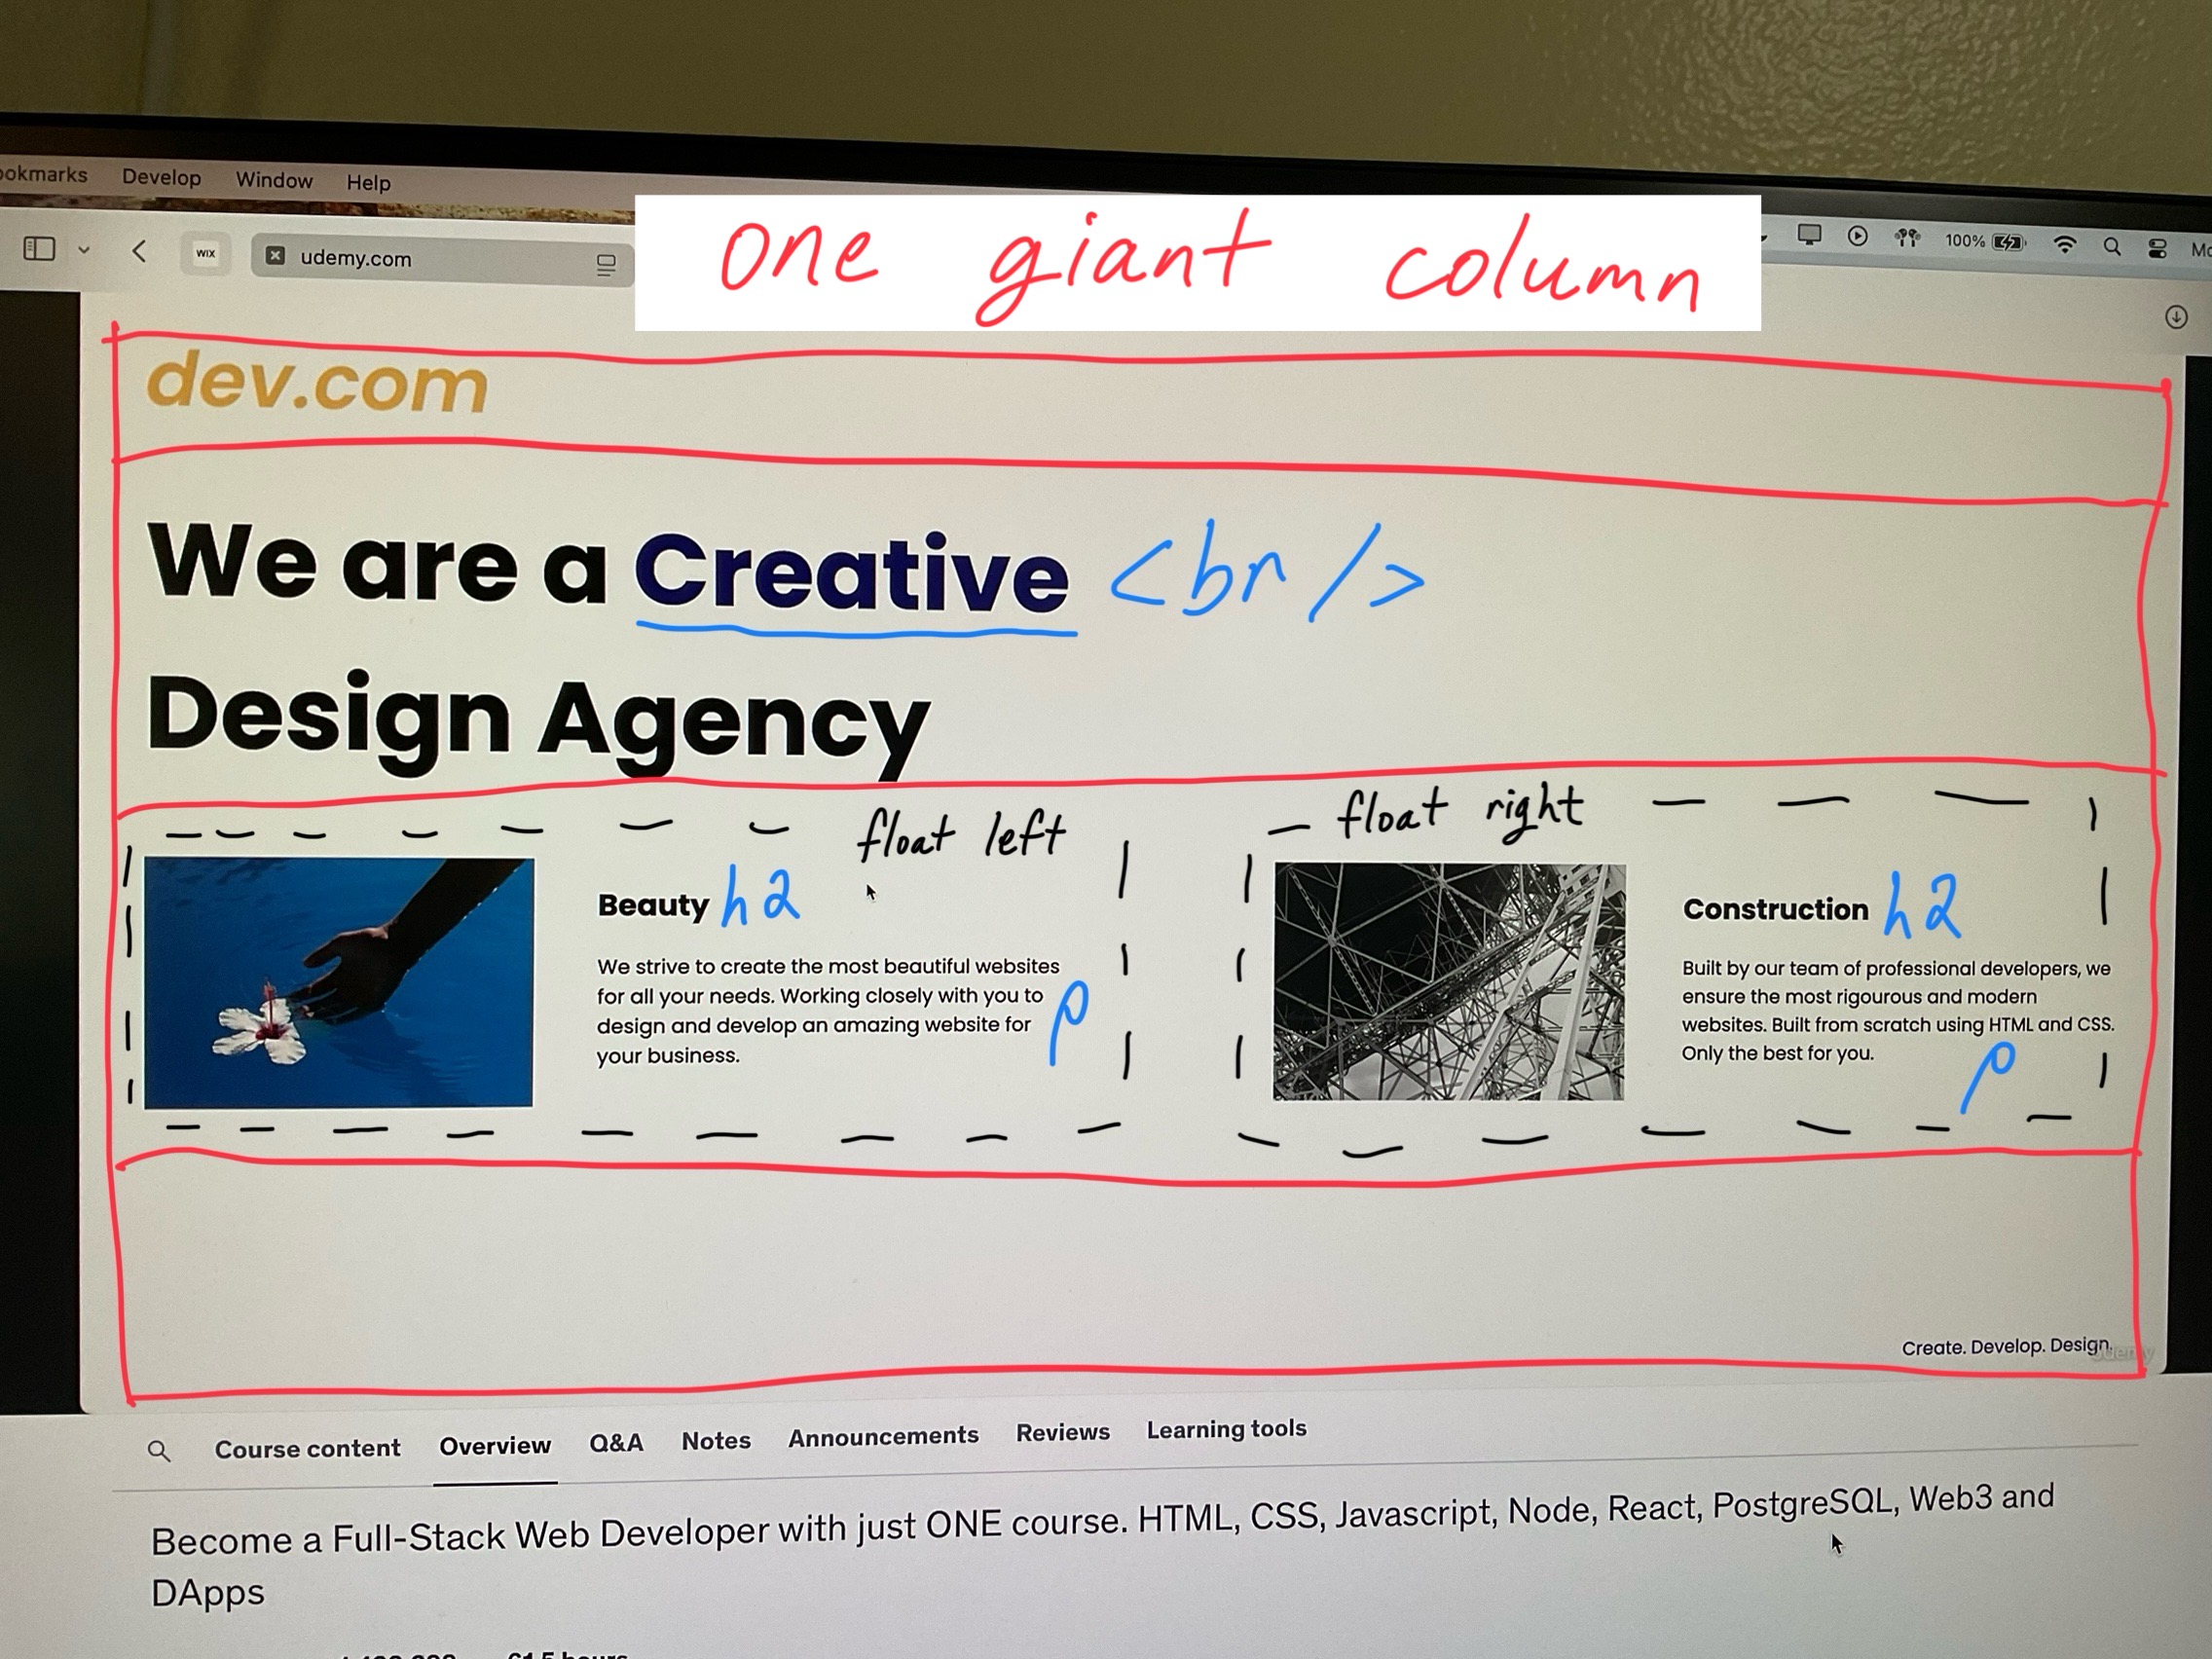 Develop Window Help
WIX udemy.com
100%
one giant column
dev.com
We are a Creative <br />
Design Agency
float left
float right
Beauty h2
We strive to create the most beautiful websites
for all your needs. Working closely with you to
design and develop an amazing website for
your business.
p
Construction h2
Built by our team of professional developers, we
ensure the most rigourous and modern
websites. Built from scratch using HTML and CSS.
Only the best for you.
p
Create. Develop. Design.
Course content Overview Q&A Notes Announcements Reviews Learning tools
Become a Full-Stack Web Developer with just ONE course. HTML, CSS, Javascript, Node, React, PostgreSQL, Web3 and
DApps